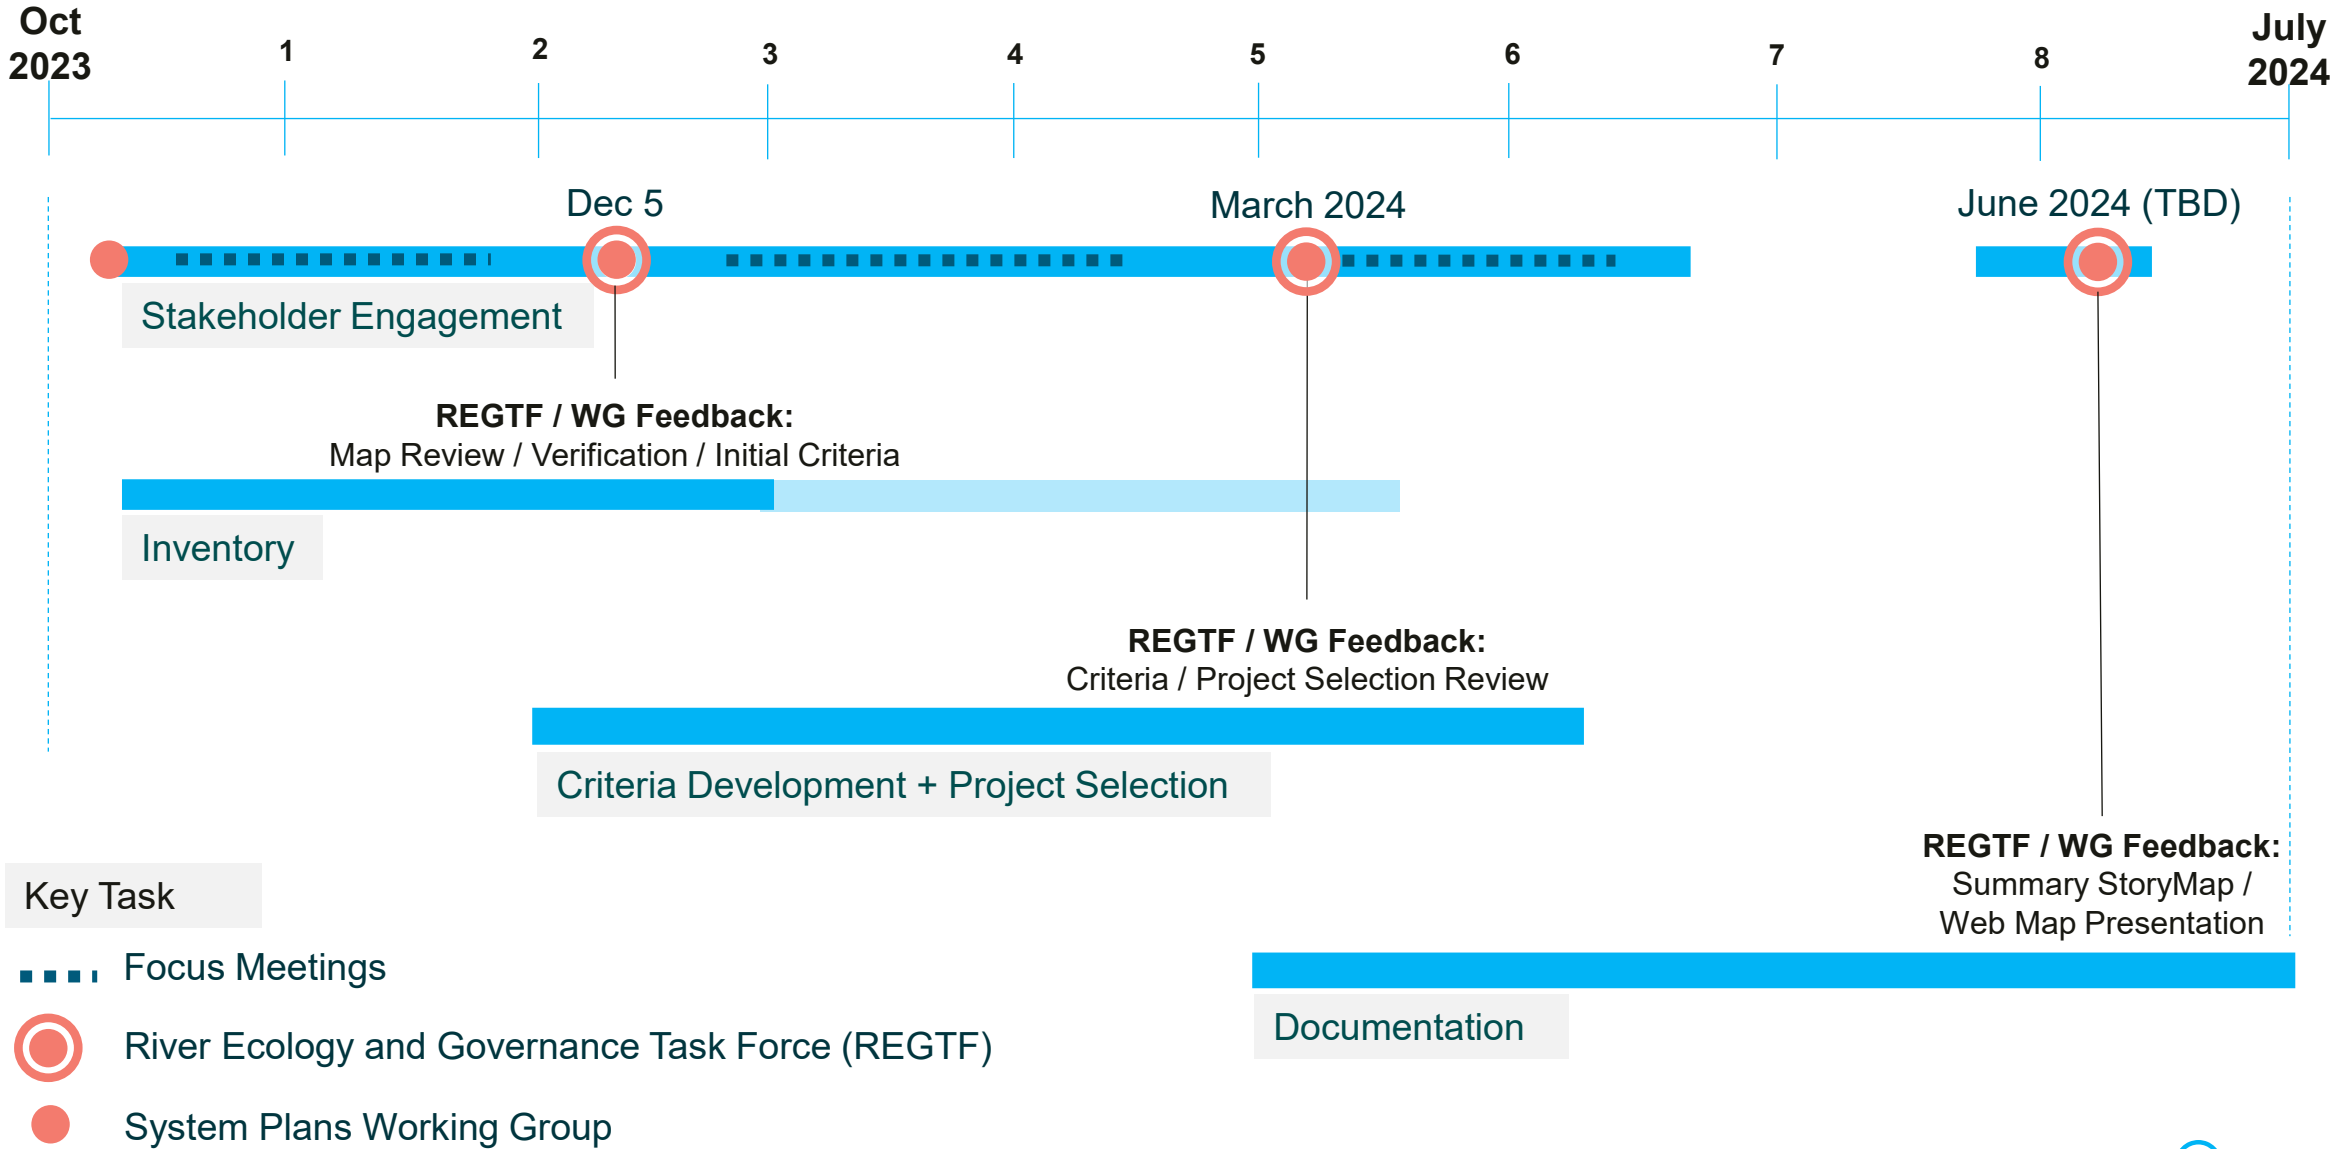 Oct
2023
1
2
3
4
5
6
7
8
July
2024
Dec 5
March 2024
June 2024 (TBD)
Stakeholder Engagement
REGTF / WG Feedback:
Map Review / Verification / Initial Criteria
Inventory
REGTF / WG Feedback:
Criteria / Project Selection Review
Criteria Development + Project Selection
REGTF / WG Feedback:
Summary StoryMap /
Web Map Presentation
Documentation
Key Task
Focus Meetings
River Ecology and Governance Task Force (REGTF)
System Plans Working Group